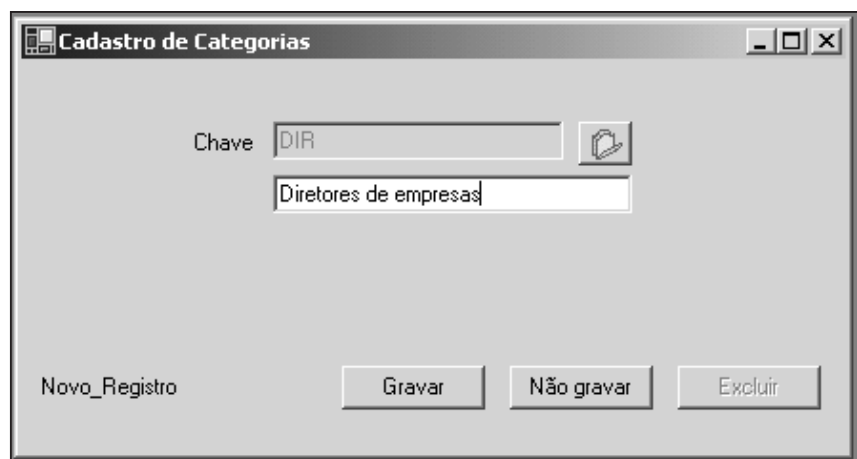 Cadastro de Categorias
Chave DIR
Diretores de empresas
Novo_Registro Gravar Não gravar Excluir